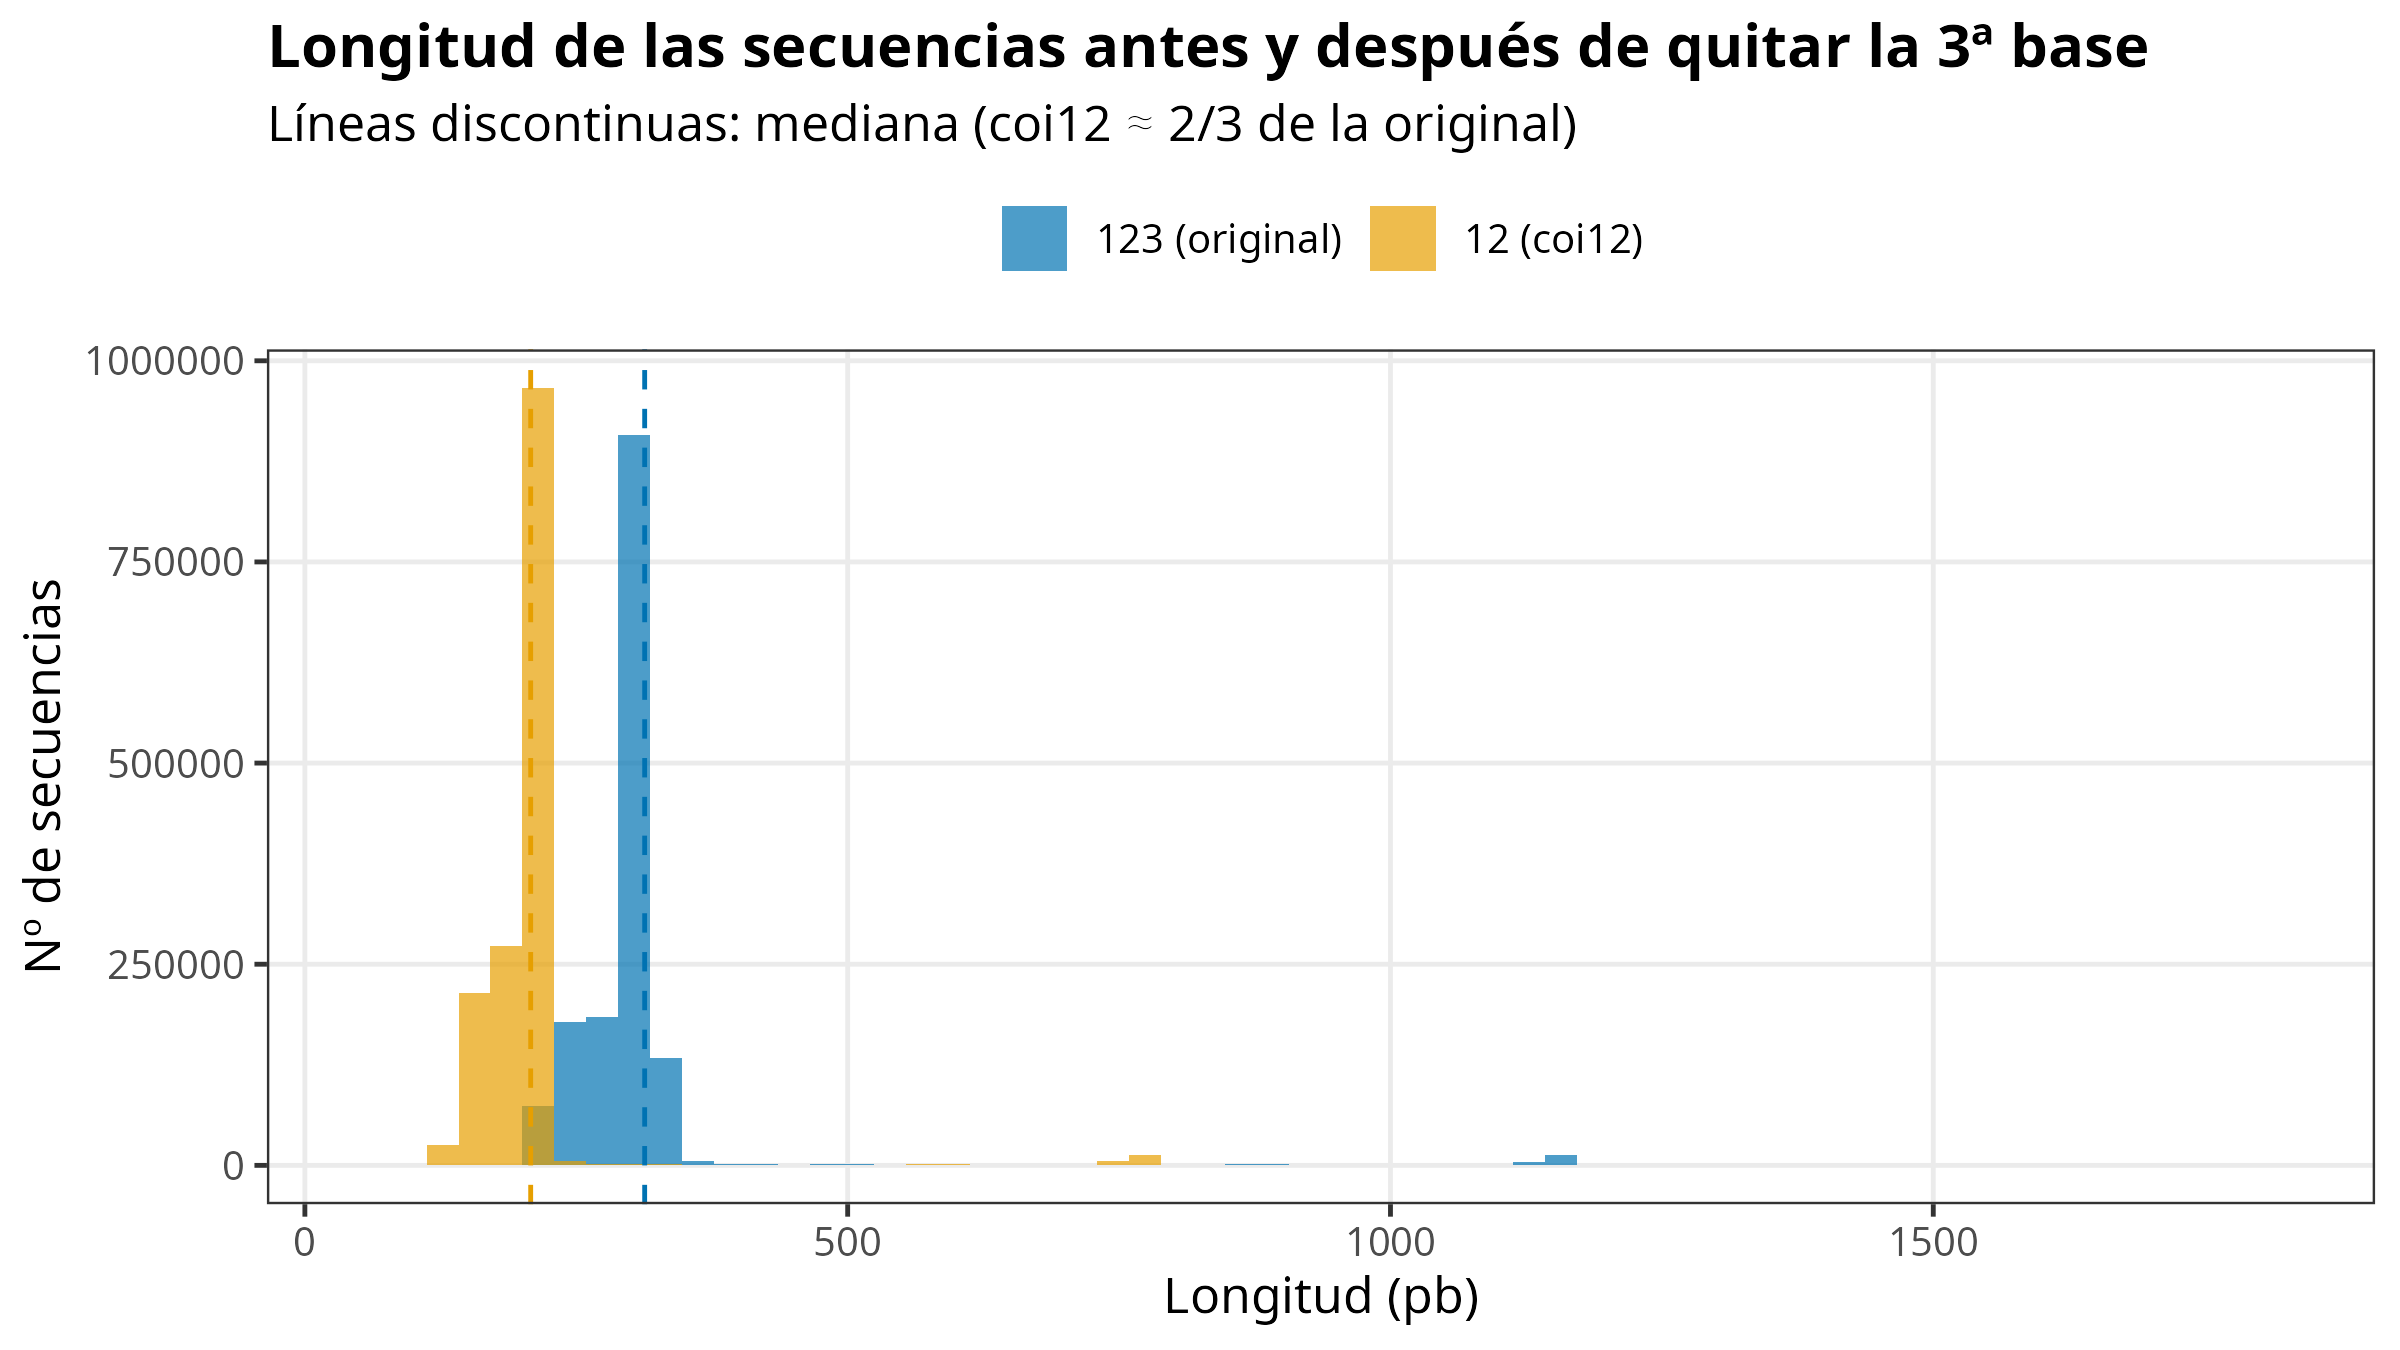 Longitud de las secuencias antes y después de quitar la 3ª base
Líneas discontinuas: mediana (coi12 ≈ 2/3 de la original)
123 (original)
12 (coi12)
1000000
750000
500000
250000
0
Nº de secuencias
0
500
1000
1500
Longitud (pb)